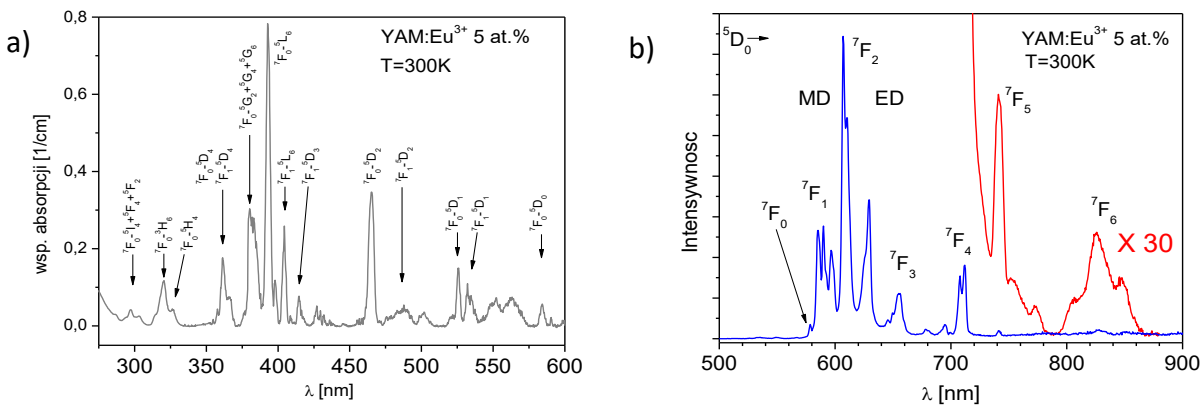 a)
YAM:Eu³⁺ 5 at.%
T=300K
wsp. absorpcji [1/cm]
0,8
0,6
0,4
0,2
0,0
⁷F₀-⁵I₄+⁵F₄+⁵F₂
⁷F₀-³H₆
⁷F₀-⁵H₄
⁷F₀-⁵D₄
⁷F₁-⁵D₄
⁷F₀-⁵G₂+⁵G₄+⁵G₆
⁷F₀-⁵L₆
⁷F₁-⁵L₆
⁷F₁-⁵D₃
⁷F₀-⁵D₂
⁷F₁-⁵D₂
⁷F₀-⁵D₁
⁷F₁-⁵D₁
⁷F₀-⁵D₀
300 350 400 450 500 550 600
λ [nm]
b)
⁵D₀
YAM:Eu³⁺ 5 at.%
T=300K
Intensywnosc
MD
ED
⁷F₀
⁷F₁
⁷F₂
⁷F₃
⁷F₄
⁷F₅
⁷F₆
X 30
500 600 700 800 900
λ [nm]